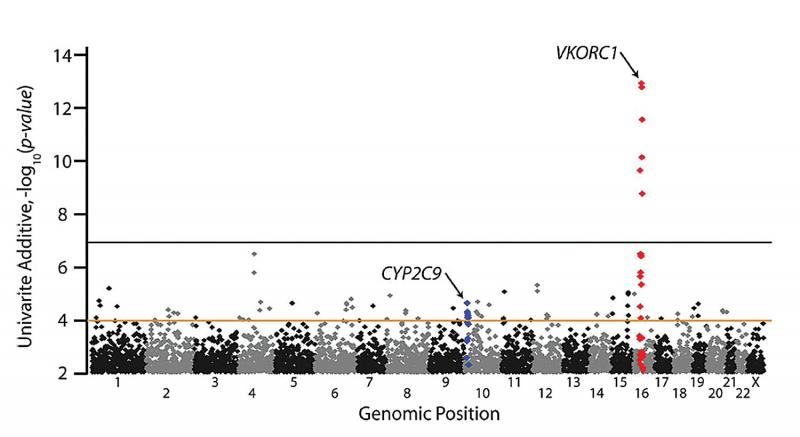 VKORC1
CYP2C9
Univarite Additive, -log10(p-value)
14
12
10
8
6
4
2
1 2 3 4 5 6 7 8 9 10 11 12 13 14 15 16 17 18 19 20 21 22 X
Genomic Position